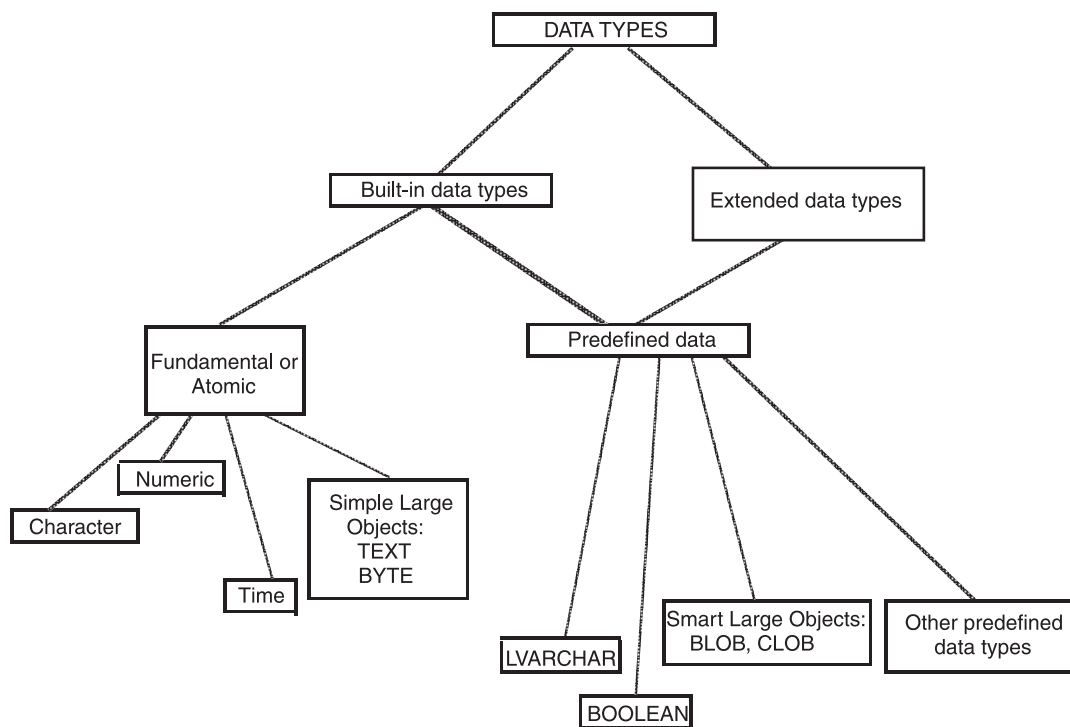 DATA TYPES
Built-in data types
Extended data types
Fundamental or
Atomic
Predefined data
Numeric
Character
Simple Large
Objects:
TEXT
BYTE
Time
LVARCHAR
BOOLEAN
Smart Large Objects:
BLOB, CLOB
Other predefined
data types